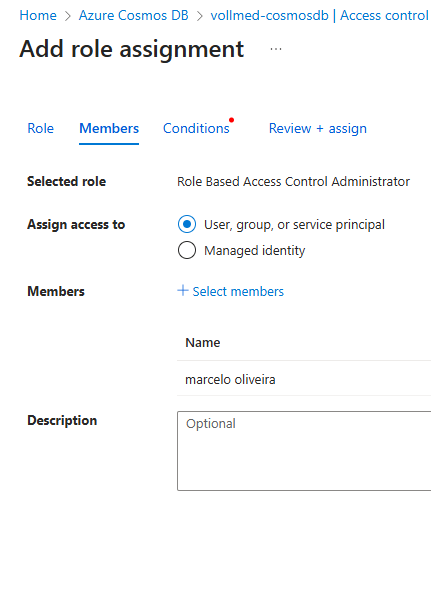 Home > Azure Cosmos DB > vollmed-cosmosdb | Access control
Add role assignment ...
Role Members Conditions Review + assign
Selected role Role Based Access Control Administrator
Assign access to User, group, or service principal
Managed identity
Members + Select members
Name
marcelo oliveira
Description Optional